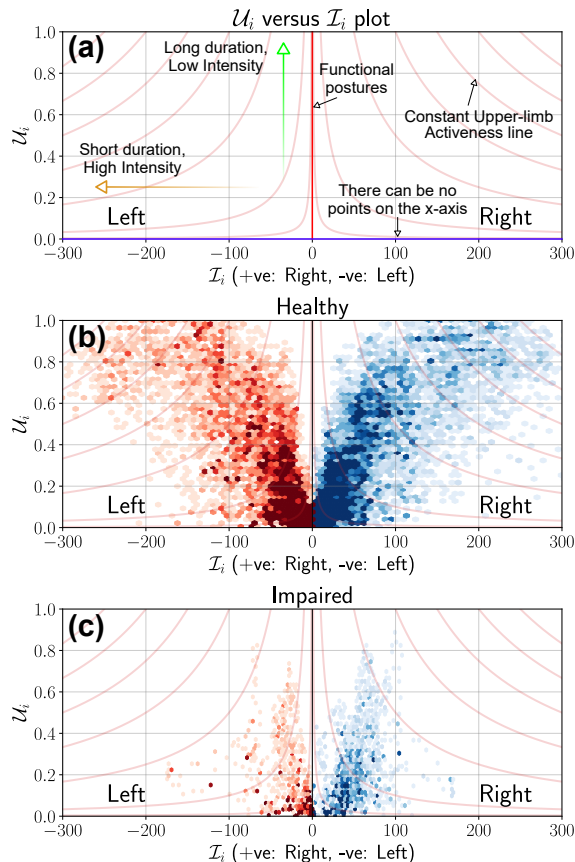 𝒰ᵢ versus ℐᵢ plot
(a)
1.0
0.8
0.6
0.4
0.2
0.0
𝒰ᵢ
Long duration,
Low Intensity
Functional
postures
Constant Upper-limb
Activeness line
Short duration,
High Intensity
There can be no
points on the x-axis
Left
Right
−300 −200 −100 0 100 200 300
ℐᵢ (+ve: Right, -ve: Left)
Healthy
(b)
1.0
0.8
0.6
0.4
0.2
0.0
𝒰ᵢ
Left
Right
−300 −200 −100 0 100 200 300
ℐᵢ (+ve: Right, -ve: Left)
Impaired
(c)
1.0
0.8
0.6
0.4
0.2
0.0
𝒰ᵢ
Left
Right
−300 −200 −100 0 100 200 300
ℐᵢ (+ve: Right, -ve: Left)